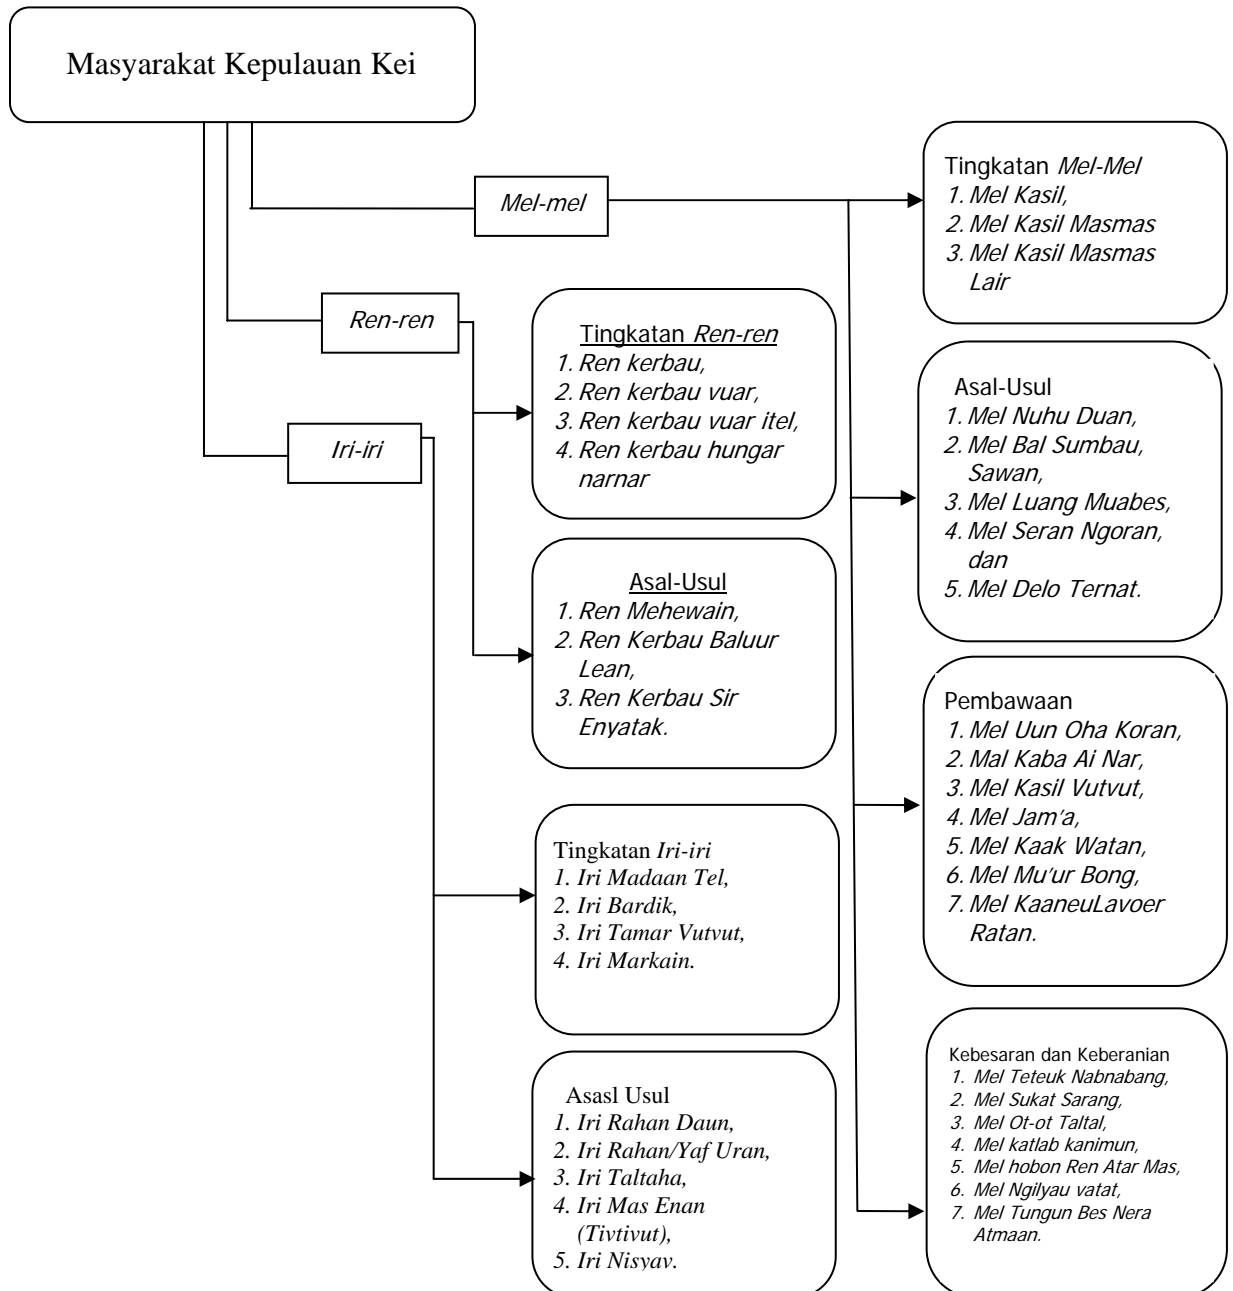 Masyarakat Kepulauan Kei
Mel-mel
Tingkatan Mel-Mel
1. Mel Kasil,
2. Mel Kasil Masmas
3. Mel Kasil Masmas
Lair
Ren-ren
Tingkatan Ren-ren
1. Ren kerbau,
2. Ren kerbau vuar,
3. Ren kerbau vuar itel,
4. Ren kerbau hungar
narnar
Asal-Usul
1. Mel Nuhu Duan,
2. Mel Bal Sumbau,
Sawan,
3. Mel Luang Muabes,
4. Mel Seran Ngoran,
dan
5. Mel Delo Ternat.
Iri-iri
Asal-Usul
1. Ren Mehewain,
2. Ren Kerbau Baluur
Lean,
3. Ren Kerbau Sir
Enyatak.
Pembawaan
1. Mel Uun Oha Koran,
2. Mal Kaba Ai Nar,
3. Mel Kasil Vutvut,
4. Mel Jam'a,
5. Mel Kaak Watan,
6. Mel Mu'ur Bong,
7. Mel KaaneuLavoer
Ratan.
Tingkatan Iri-iri
1. Iri Madaan Tel,
2. Iri Bardik,
3. Iri Tamar Vutvut,
4. Iri Markain.
Kebesaran dan Keberanian
1. Mel Teteuk Nabnabang,
2. Mel Sukat Sarang,
3. Mel Ot-ot Taltal,
4. Mel katlab kanimun,
5. Mel hobon Ren Atar Mas,
6. Mel Ngilyau vatat,
7. Mel Tungun Bes Nera
Atmaan.
Asasl Usul
1. Iri Rahan Daun,
2. Iri Rahan/Yaf Uran,
3. Iri Taltaha,
4. Iri Mas Enan
(Tivtivut),
5. Iri Nisyav.